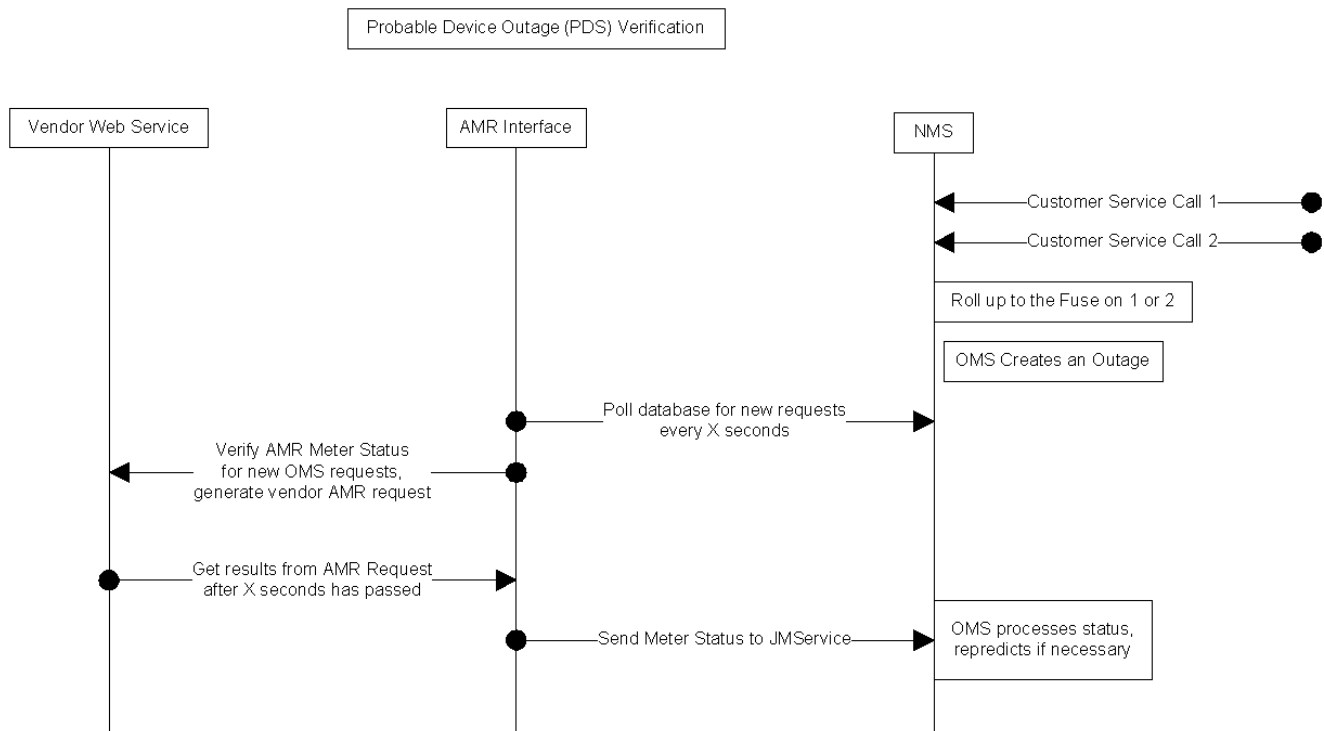 Probable Device Outage (PDS) Verification
Vendor Web Service
AMR Interface
NMS
Customer Service Call 1
Customer Service Call 2
Roll up to the Fuse on 1 or 2
OMS Creates an Outage
Poll database for new requests
every X seconds
Verify AMR Meter Status
for new OMS requests,
generate vendor AMR request
Get results from AMR Request
after X seconds has passed
Send Meter Status to JMService
OMS processes status,
repredicts if necessary